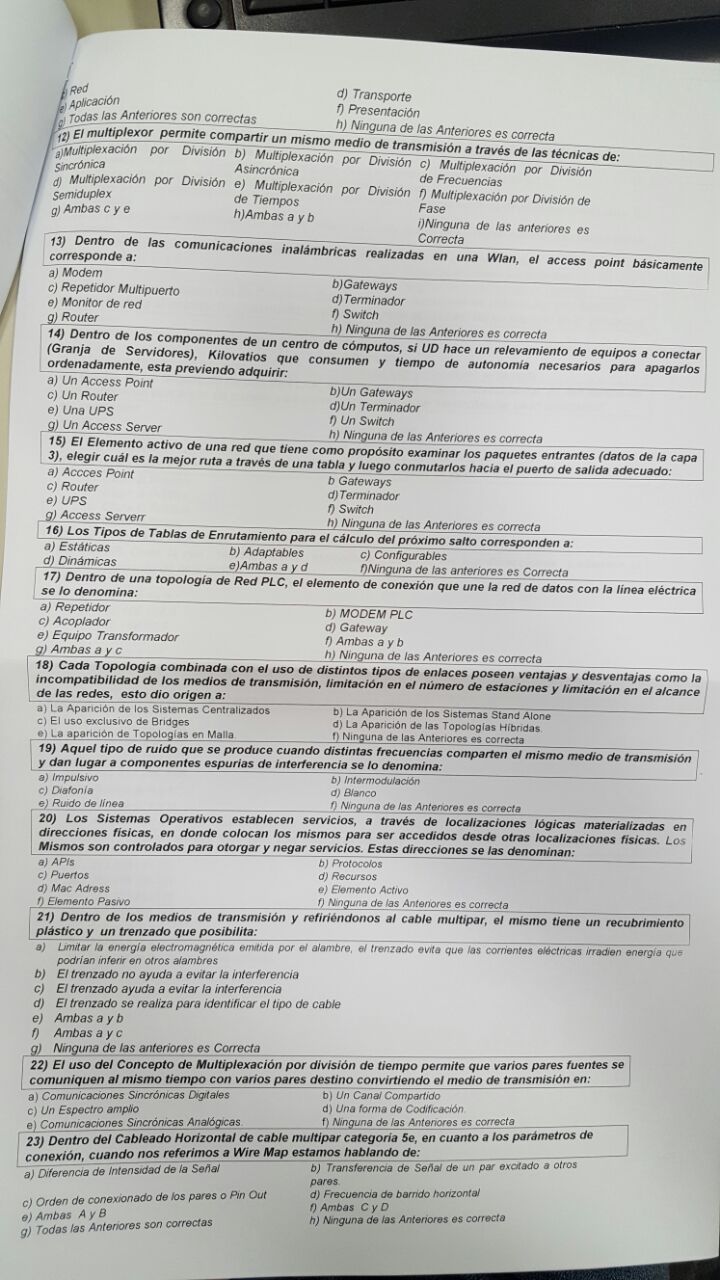 c) Red
d) Transporte
e) Aplicación
f) Presentación
g) Todas las Anteriores son correctas
h) Ninguna de las Anteriores es correcta
12) El multiplexor permite compartir un mismo medio de transmisión a través de las técnicas de:
a)Multiplexación por División Sincrónica
b) Multiplexación por División Asincrónica
c) Multiplexación por División de Frecuencias
d) Multiplexación por División Semiduplex
e) Multiplexación por División de Tiempos
f) Multiplexación por División de Fase
g) Ambas c y e
h)Ambas a y b
i)Ninguna de las anteriores es Correcta
13) Dentro de las comunicaciones inalámbricas realizadas en una Wlan, el access point básicamente
corresponde a:
a) Modem
b)Gateways
c) Repetidor Multipuerto
d)Terminador
e) Monitor de red
f) Switch
g) Router
h) Ninguna de las Anteriores es correcta
14) Dentro de los componentes de un centro de cómputos, si UD hace un relevamiento de equipos a conectar
(Granja de Servidores), Kilovatios que consumen y tiempo de autonomía necesarios para apagarlos
ordenadamente, esta previendo adquirir:
a) Un Access Point
b)Un Gateways
c) Un Router
d)Un Terminador
e) Una UPS
f) Un Switch
g) Un Access Server
h) Ninguna de las Anteriores es correcta
15) El Elemento activo de una red que tiene como propósito examinar los paquetes entrantes (datos de la capa
3), elegir cuál es la mejor ruta a través de una tabla y luego conmutarlos hacia el puerto de salida adecuado:
a) Accces Point
b Gateways
c) Router
d)Terminador
e) UPS
f) Switch
g) Access Serverr
h) Ninguna de las Anteriores es correcta
16) Los Tipos de Tablas de Enrutamiento para el cálculo del próximo salto corresponden a:
a) Estáticas
b) Adaptables
c) Configurables
d) Dinámicas
e)Ambas a y d
f)Ninguna de las anteriores es Correcta
17) Dentro de una topología de Red PLC, el elemento de conexión que une la red de datos con la línea eléctrica
se lo denomina:
a) Repetidor
b) MODEM PLC
c) Acoplador
d) Gateway
e) Equipo Transformador
f) Ambas a y b
g) Ambas a y c
h) Ninguna de las Anteriores es correcta
18) Cada Topología combinada con el uso de distintos tipos de enlaces poseen ventajas y desventajas como la
incompatibilidad de los medios de transmisión, limitación en el número de estaciones y limitación en el alcance
de las redes, esto dio origen a:
a) La Aparición de los Sistemas Centralizados
b) La Aparición de los Sistemas Stand Alone
c) El uso exclusivo de Bridges
d) La Aparición de las Topologías Híbridas.
e) La aparición de Topologías en Malla.
f) Ninguna de las Anteriores es correcta
19) Aquel tipo de ruido que se produce cuando distintas frecuencias comparten el mismo medio de transmisión
y dan lugar a componentes espurias de interferencia se lo denomina:
a) Impulsivo
b) Intermodulación
c) Diafonía
d) Blanco
e) Ruido de línea
f) Ninguna de las Anteriores es correcta
20) Los Sistemas Operativos establecen servicios, a través de localizaciones lógicas materializadas en
direcciones físicas, en donde colocan los mismos para ser accedidos desde otras localizaciones físicas. Los
Mismos son controlados para otorgar y negar servicios. Estas direcciones se las denominan:
a) APIs
b) Protocolos
c) Puertos
d) Recursos
d) Mac Adress
e) Elemento Activo
f) Elemento Pasivo
f) Ninguna de las Anteriores es correcta
21) Dentro de los medios de transmisión y refiriéndonos al cable multipar, el mismo tiene un recubrimiento
plástico y un trenzado que posibilita:
a) Limitar la energía electromagnética emitida por el alambre, el trenzado evita que las corrientes eléctricas irradien energía que
podrían inferir en otros alambres
b) El trenzado no ayuda a evitar la interferencia
c) El trenzado ayuda a evitar la interferencia
d) El trenzado se realiza para identificar el tipo de cable
e) Ambas a y b
f) Ambas a y c
g) Ninguna de las anteriores es Correcta
22) El uso del Concepto de Multiplexación por división de tiempo permite que varios pares fuentes se
comuniquen al mismo tiempo con varios pares destino convirtiendo el medio de transmisión en:
a) Comunicaciones Sincrónicas Digitales
b) Un Canal Compartido
c) Un Espectro amplio
d) Una forma de Codificación.
e) Comunicaciones Sincrónicas Analógicas.
f) Ninguna de las Anteriores es correcta
23) Dentro del Cableado Horizontal de cable multipar categoria 5e, en cuanto a los parámetros de
conexión, cuando nos referimos a Wire Map estamos hablando de:
a) Diferencia de Intensidad de la Señal
b) Transferencia de Señal de un par excitado a otros
pares.
c) Orden de conexionado de los pares o Pin Out
d) Frecuencia de barrido horizontal
e) Ambas A y B
f) Ambas C y D
g) Todas las Anteriores son correctas
h) Ninguna de las Anteriores es correcta